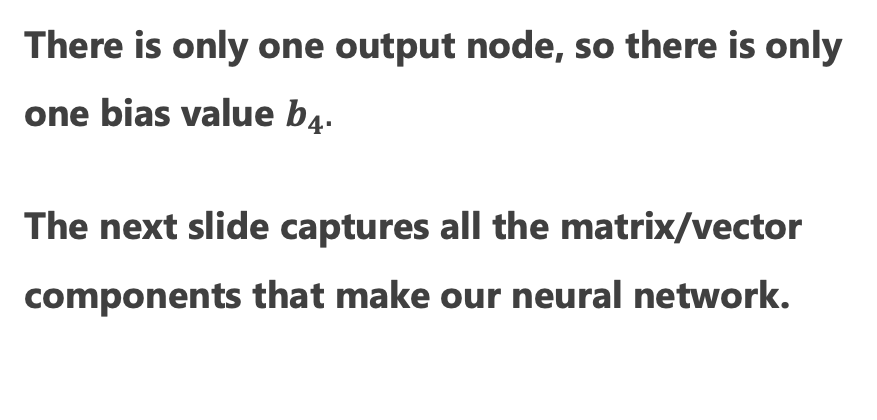 There is only one output node, so there is only
one bias value b₄.
The next slide captures all the matrix/vector
components that make our neural network.